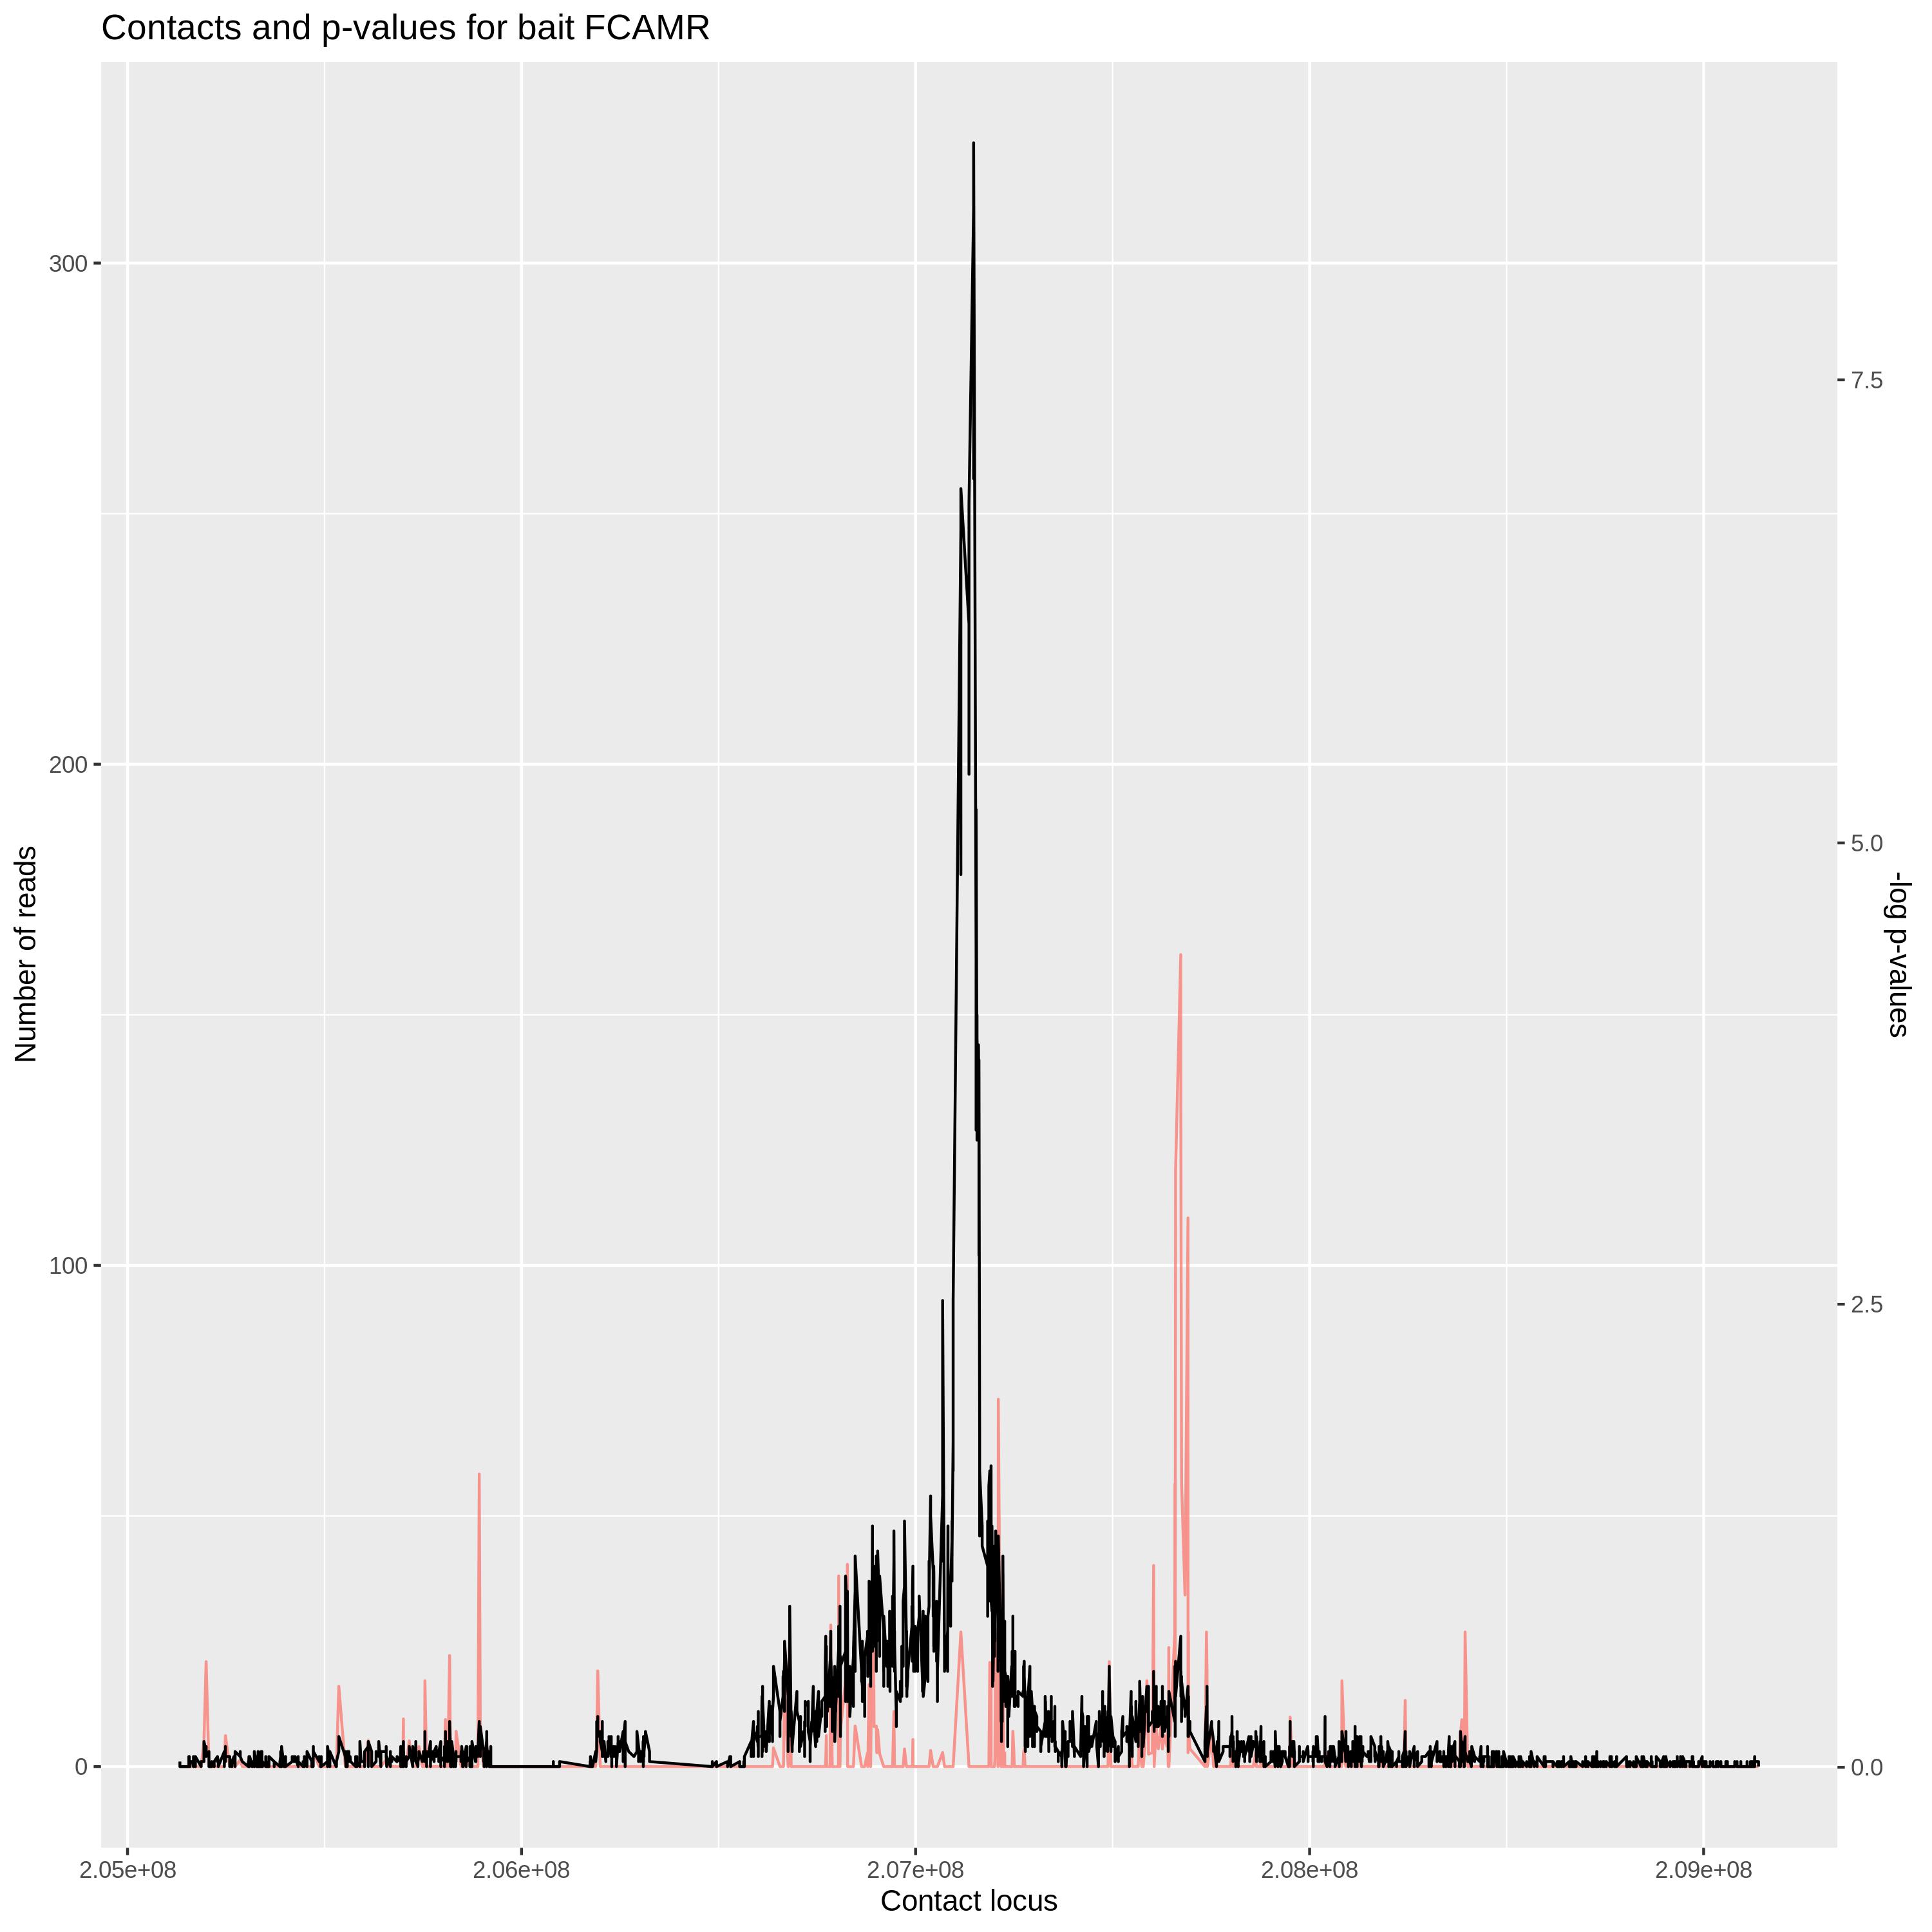 Contacts and p-values for bait FCAMR
300
200
100
0
Number of reads
7.5
5.0
2.5
0.0
-log p-values
2.05e+08
2.06e+08
2.07e+08
2.08e+08
2.09e+08
Contact locus